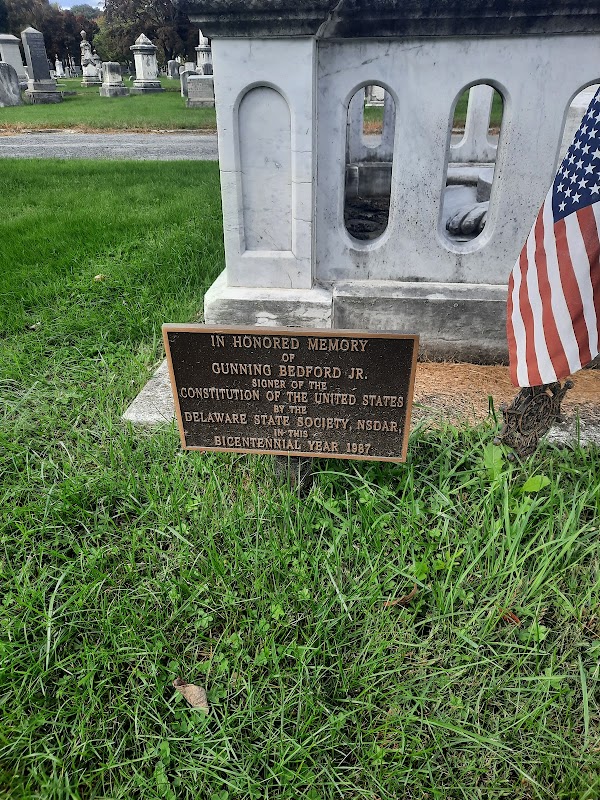 IN HONORED MEMORY
OF
GUNNING BEDFORD JR.
SIGNER OF THE
CONSTITUTION OF THE UNITED STATES
BY THE
DELAWARE STATE SOCIETY, NSDAR,
IN THIS
BICENTENNIAL YEAR 1987